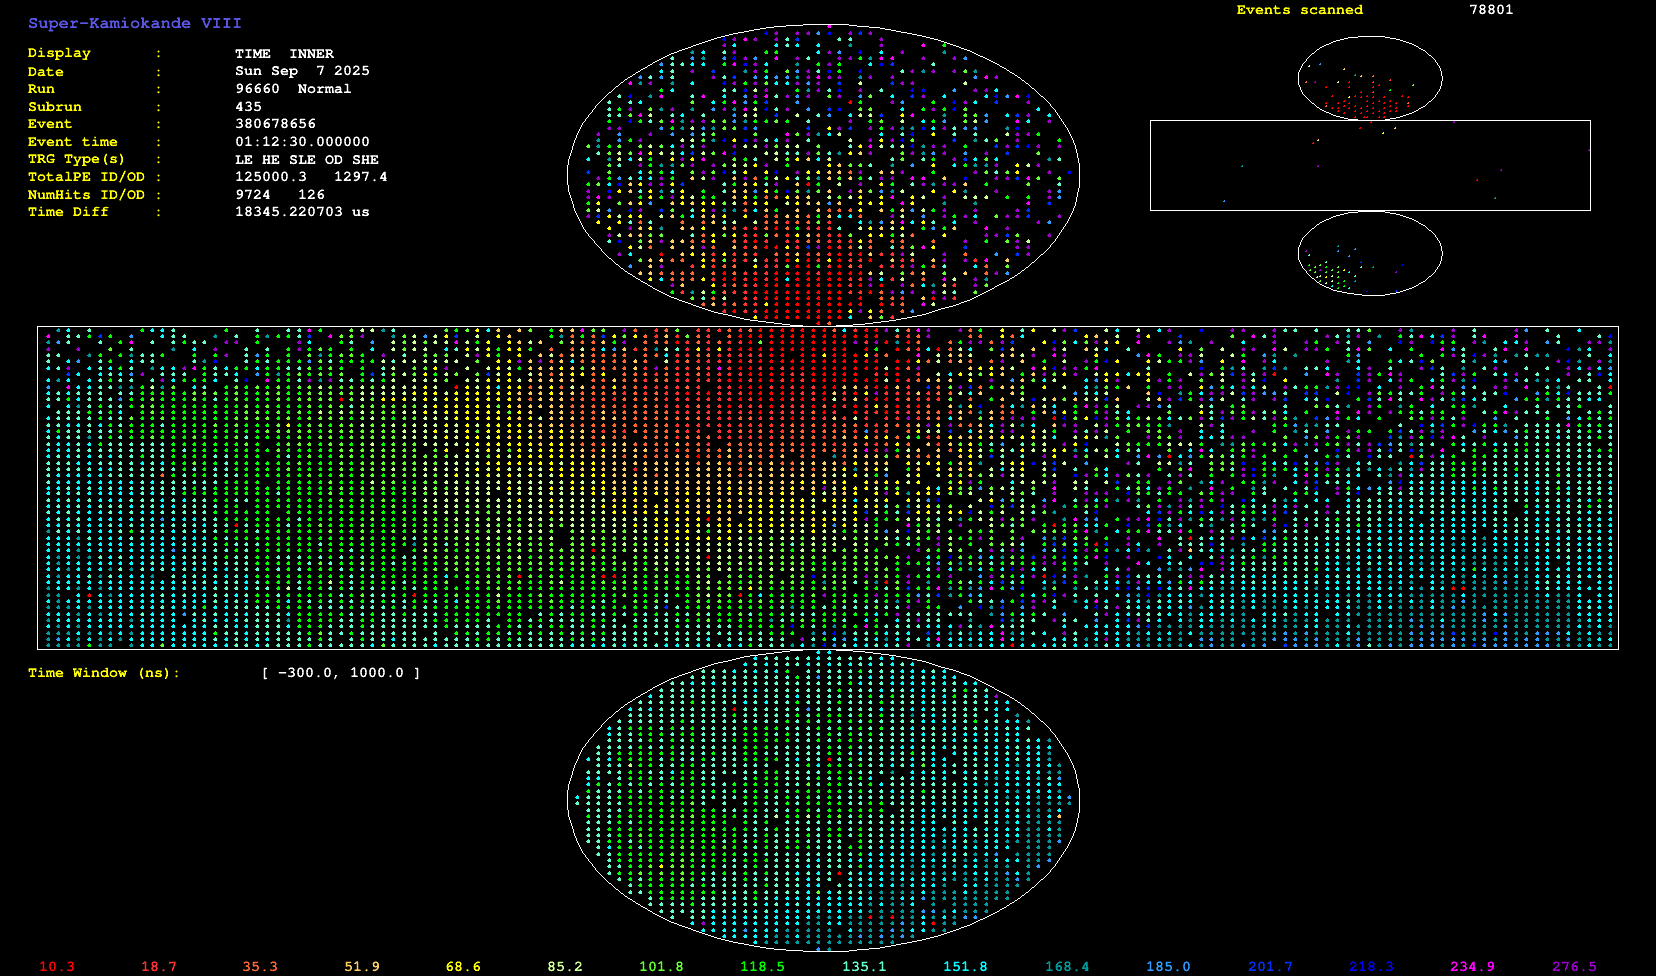 Super-Kamiokande VIII
Events scanned 78801
Display : TIME INNER
Date : Sun Sep 7 2025
Run : 96660 Normal
Subrun : 435
Event : 380678656
Event time : 01:12:30.000000
TRG Type(s) : LE HE SLE OD SHE
TotalPE ID/OD : 125000.3 1297.4
NumHits ID/OD : 9724 126
Time Diff : 18345.220703 us
Time Window (ns): [ -300.0, 1000.0 ]
10.3 18.7 35.3 51.9 68.6 85.2 101.8 118.5 135.1 151.8 168.4 185.0 201.7 218.3 234.9 276.5